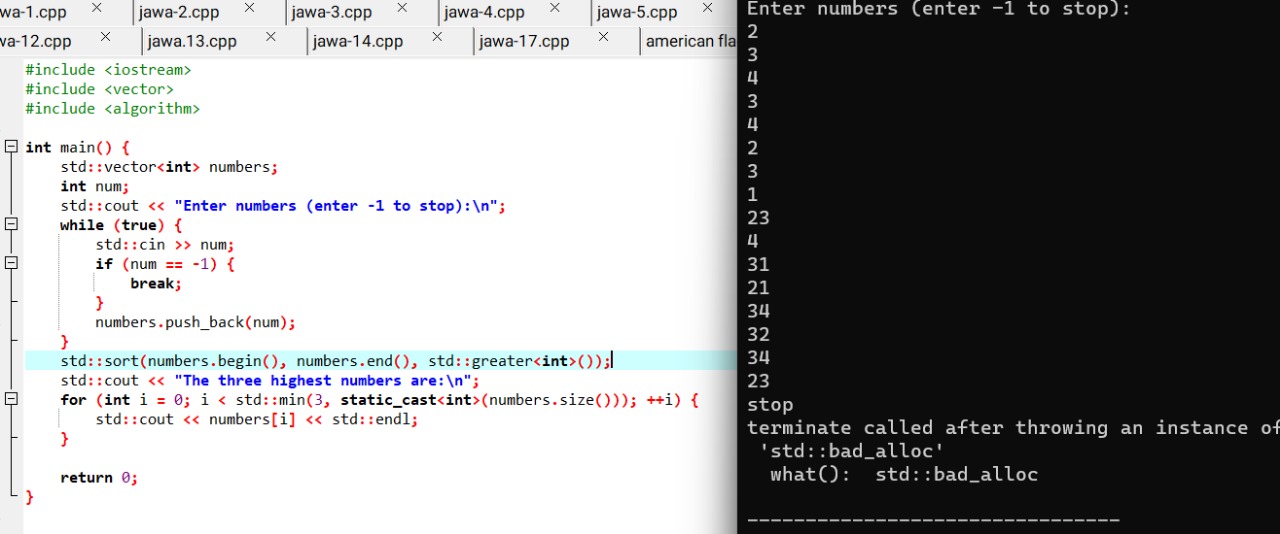 wa-1.cpp jawa-2.cpp jawa-3.cpp jawa-4.cpp jawa-5.cpp
wa-12.cpp jawa.13.cpp jawa-14.cpp jawa-17.cpp american fla
#include <iostream>
#include <vector>
#include <algorithm>
int main() {
std::vector<int> numbers;
int num;
std::cout << "Enter numbers (enter -1 to stop):\n";
while (true) {
std::cin >> num;
if (num == -1) {
break;
}
numbers.push_back(num);
}
std::sort(numbers.begin(), numbers.end(), std::greater<int>());
std::cout << "The three highest numbers are:\n";
for (int i = 0; i < std::min(3, static_cast<int>(numbers.size())); ++i) {
std::cout << numbers[i] << std::endl;
}
return 0;
}
Enter numbers (enter -1 to stop):
2
3
4
3
4
2
3
1
23
4
31
21
34
32
34
23
stop
terminate called after throwing an instance of
'std::bad_alloc'
what():  std::bad_alloc
--------------------------------